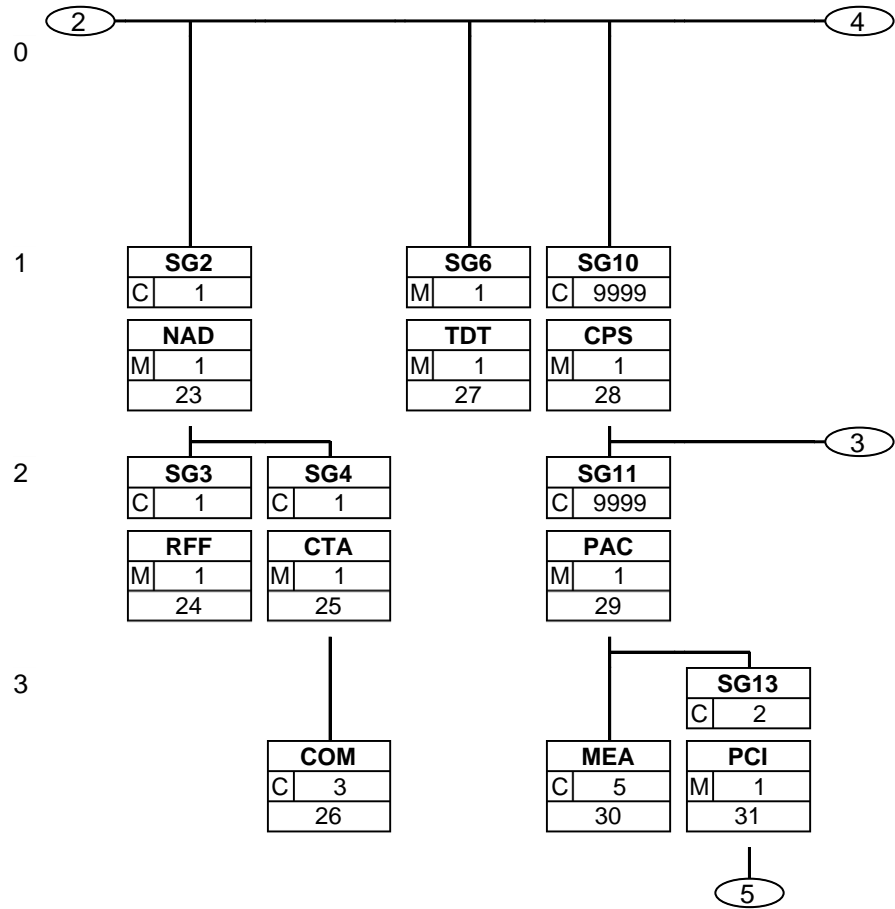 2 4
0
1 SG2 SG6 SG10
C 1 M 1 C 9999
NAD TDT CPS
M 1 M 1 M 1
23 27 28
3
2 SG3 SG4 SG11
C 1 C 1 C 9999
RFF CTA PAC
M 1 M 1 M 1
24 25 29
3 SG13
C 2
COM MEA PCI
C 3 C 5 M 1
26 30 31
5